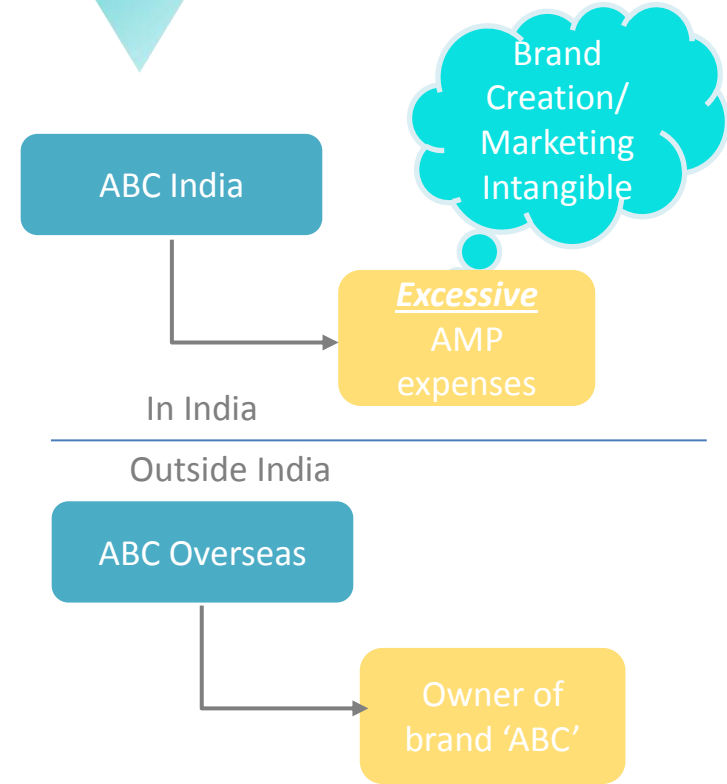 Brand
Creation/
Marketing
Intangible
ABC India
Excessive
AMP
expenses
In India
Outside India
ABC Overseas
Owner of
brand ‘ABC’